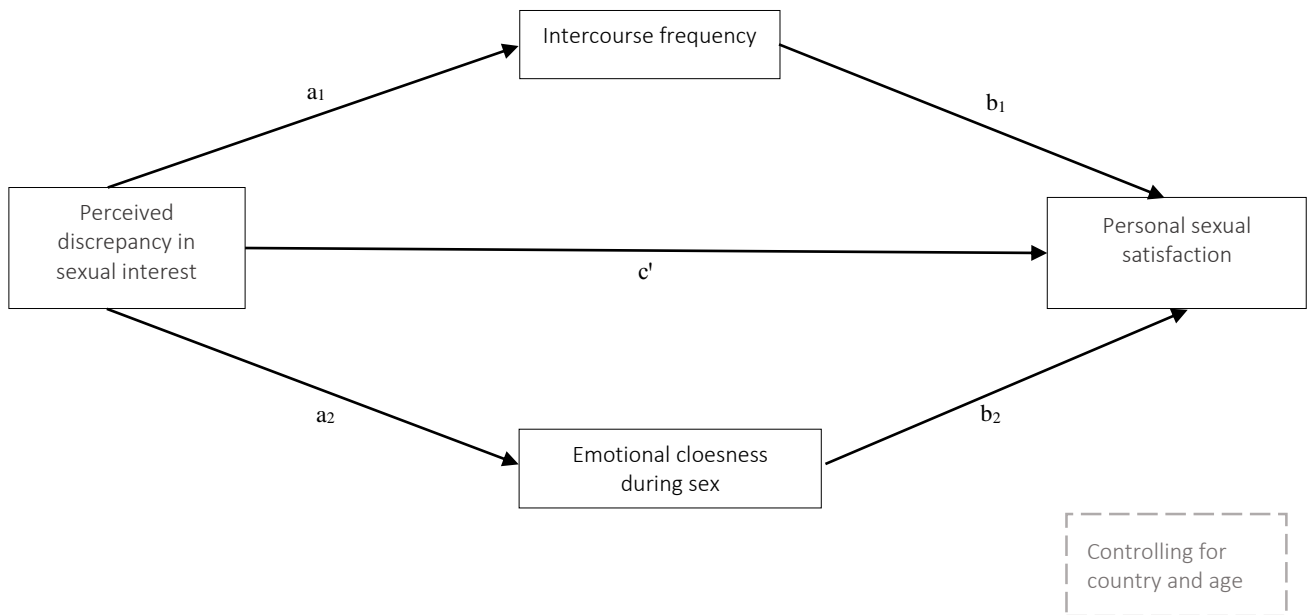 Intercourse frequency
a₁
b₁
Perceived
discrepancy in
sexual interest
Personal sexual
satisfaction
c'
a₂
b₂
Emotional cloesness
during sex
Controlling for
country and age